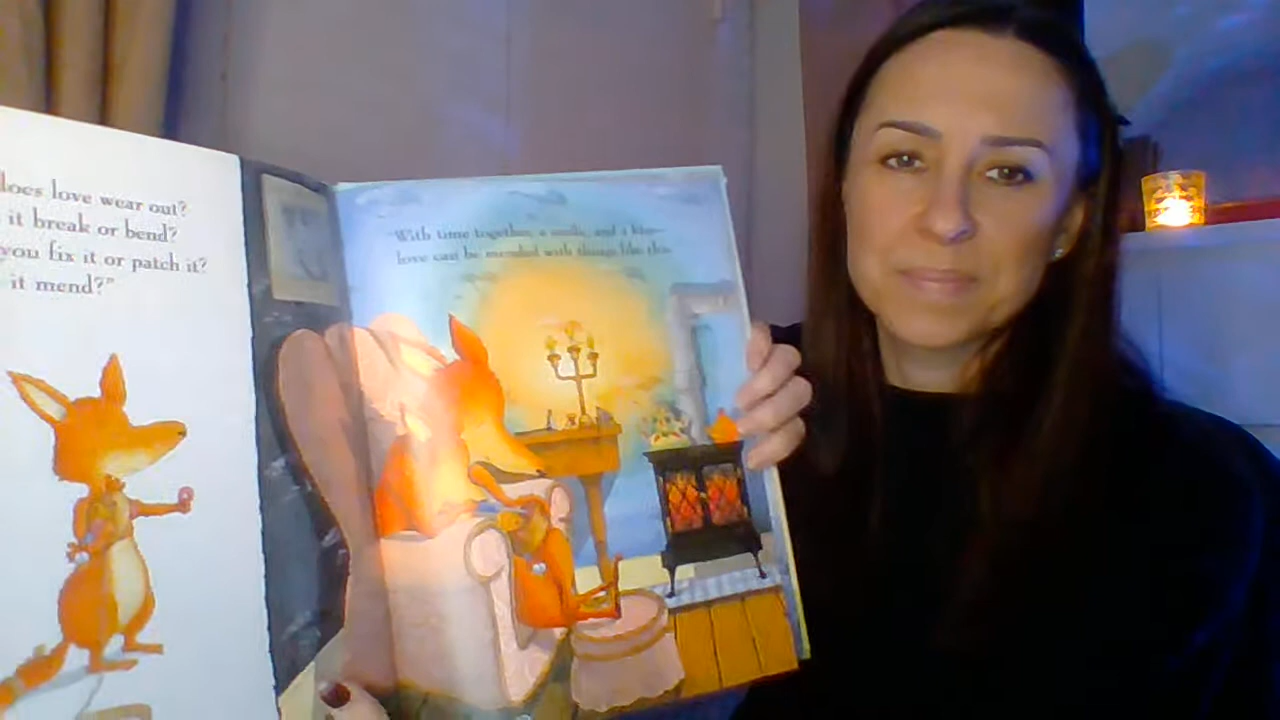 does love wear out?
it break or bend?
you fix it or patch it?
it mend?"
"With time together, a smile, and a kiss—
love can be mended with things like this.